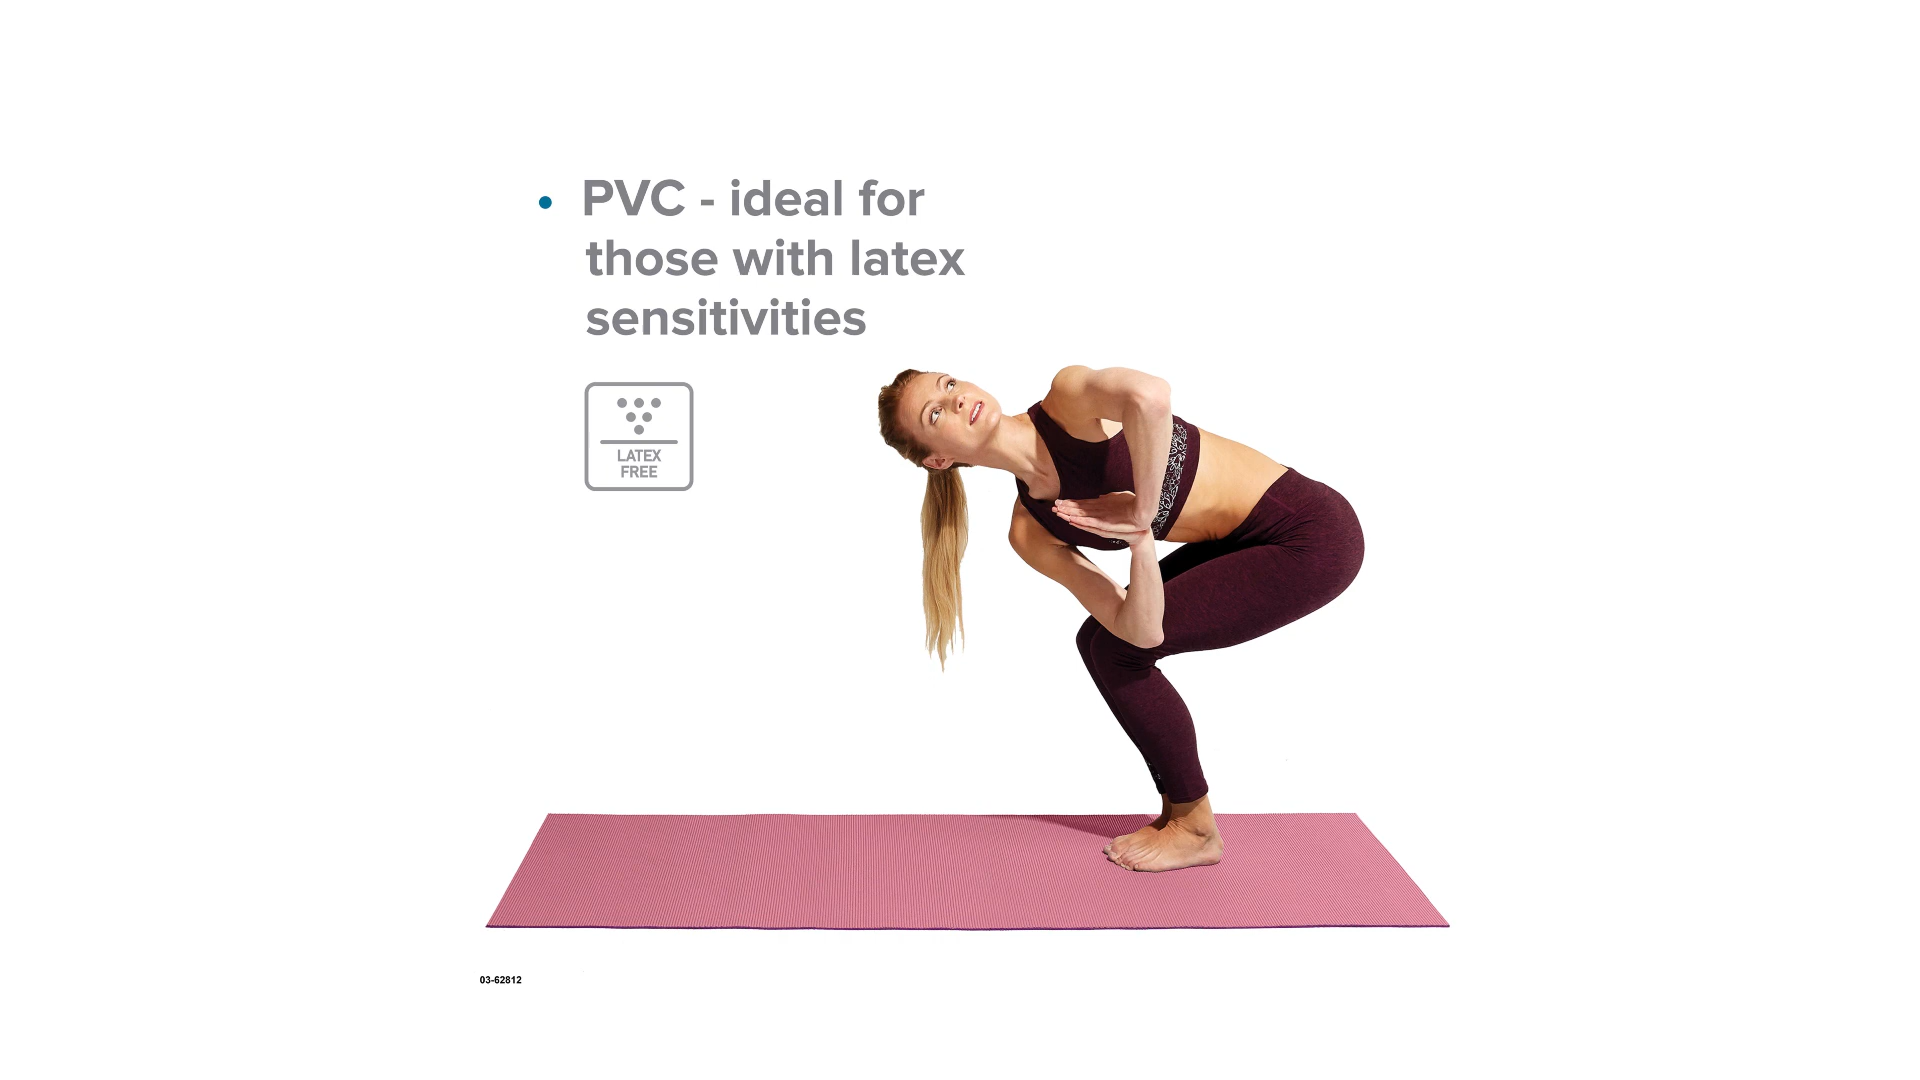 • PVC - ideal for
those with latex
sensitivities
LATEX
FREE
03-62812